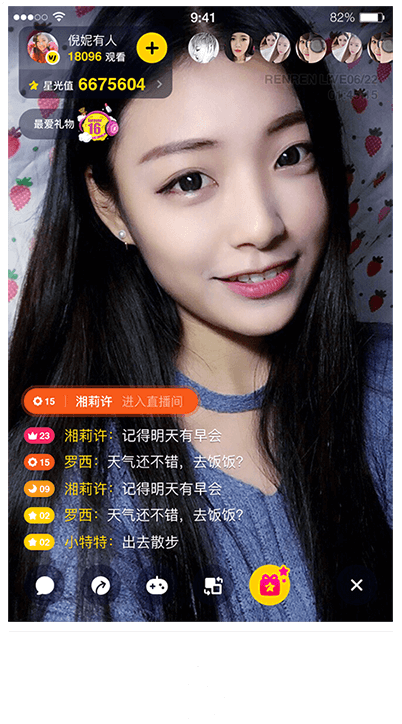 9:41
82%
倪妮有人
18096 观看
星光值 6675604
RENREN LIVE06/22
最爱礼物
16
15 湘莉许 进入直播间
23 湘莉许：记得明天有早会
15 罗西：天气还不错，去饭饭?
09 湘莉许：记得明天有早会
02 罗西：天气还不错，去饭饭?
02 小特特：出去散步